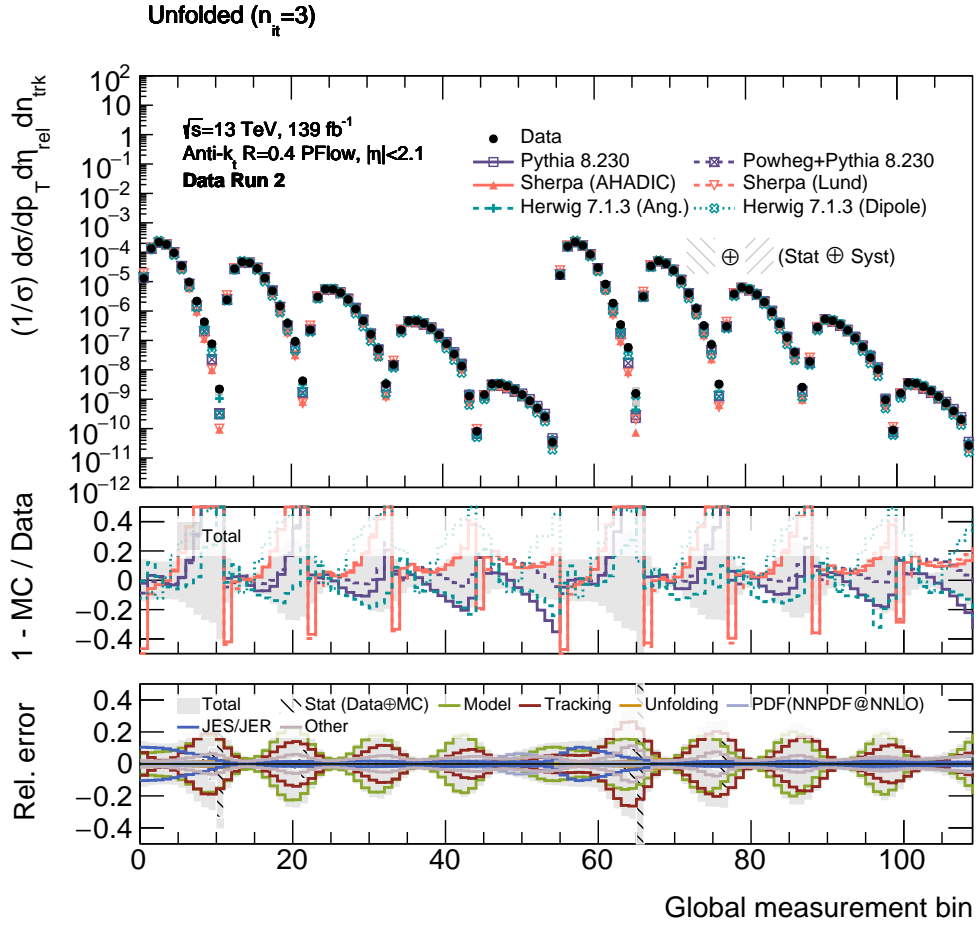 Unfolded (n_it=3)
(1/σ) dσ/dp_T dη_rel dn_trk
10²
10
1
10⁻¹
10⁻²
10⁻³
10⁻⁴
10⁻⁵
10⁻⁶
10⁻⁷
10⁻⁸
10⁻⁹
10⁻¹⁰
10⁻¹¹
10⁻¹²
√s=13 TeV, 139 fb⁻¹
Anti-k_t R=0.4 PFlow, |η|<2.1
Data Run 2
Data
Pythia 8.230 Powheg+Pythia 8.230
Sherpa (AHADIC) Sherpa (Lund)
Herwig 7.1.3 (Ang.) Herwig 7.1.3 (Dipole)
⊕ (Stat ⊕ Syst)
1 - MC / Data
0.4
0.2
0
−0.2
−0.4
Total
Rel. error
0.4
0.2
0
−0.2
−0.4
Total Stat (Data⊕MC) Model Tracking Unfolding PDF(NNPDF@NNLO)
JES/JER Other
0 20 40 60 80 100
Global measurement bin